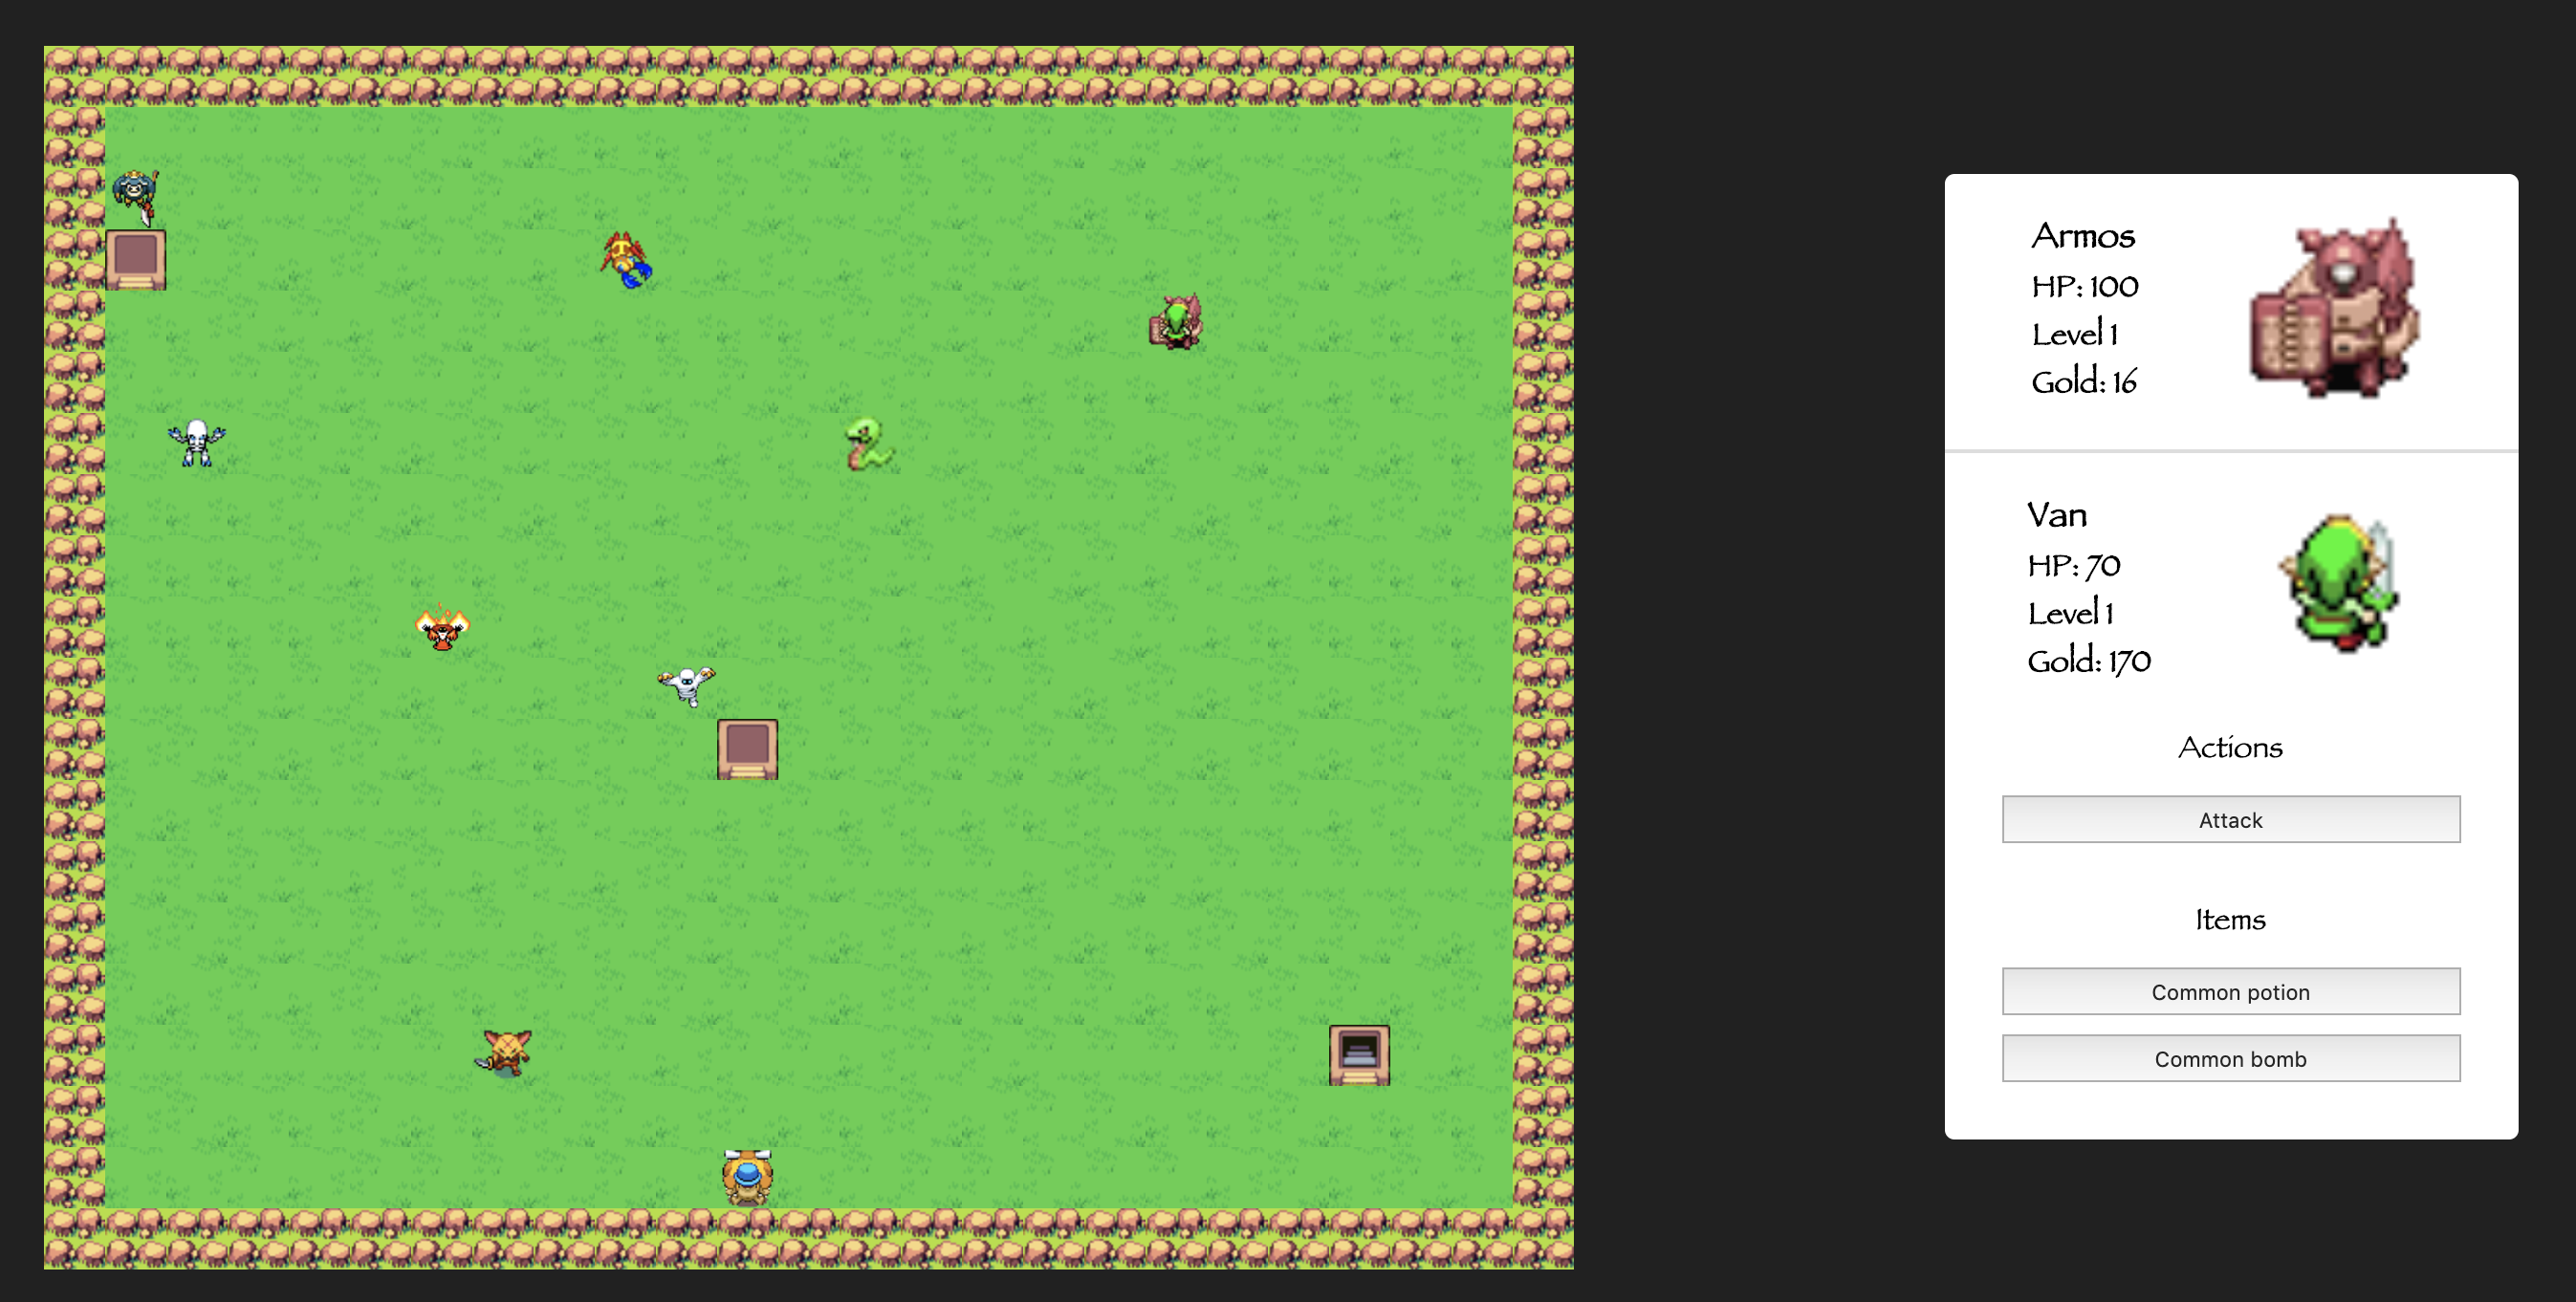 Armos
HP: 100
Level 1
Gold: 16
Van
HP: 70
Level 1
Gold: 170
Actions
Attack
Items
Common potion
Common bomb